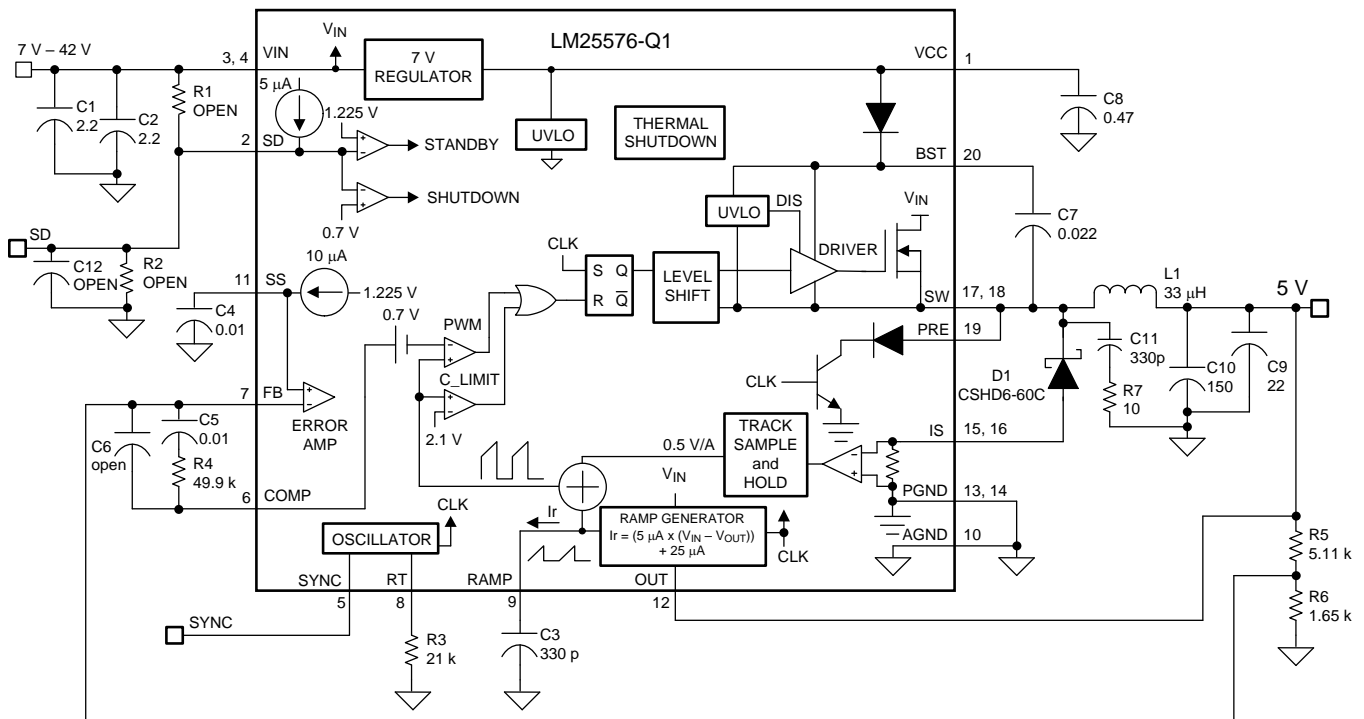 LM25576-Q1
7 V – 42 V
3, 4
VIN
V_IN
7 V
REGULATOR
VCC
1
C1
2.2
C2
2.2
R1
OPEN
5 µA
1.225 V
2
SD
STANDBY
SHUTDOWN
0.7 V
UVLO
THERMAL
SHUTDOWN
C8
0.47
BST
20
UVLO
DIS
V_IN
DRIVER
C7
0.022
SD
C12
OPEN
R2
OPEN
11
SS
10 µA
1.225 V
C4
0.01
CLK
S Q
R Q̅
LEVEL
SHIFT
SW
17, 18
L1
33 µH
5 V
0.7 V
PWM
C_LIMIT
2.1 V
PRE
19
CLK
D1
CSHD6-60C
C11
330p
R7
10
C10
150
C9
22
7
FB
ERROR
AMP
C6
open
C5
0.01
R4
49.9 k
6
COMP
0.5 V/A
TRACK
SAMPLE
and
HOLD
IS
15, 16
V_IN
PGND
13, 14
AGND
10
CLK
OSCILLATOR
Ir
RAMP GENERATOR
Ir = (5 µA x (V_IN – V_OUT))
+ 25 µA
CLK
SYNC
5
RT
8
RAMP
9
OUT
12
R5
5.11 k
R6
1.65 k
SYNC
R3
21 k
C3
330 p